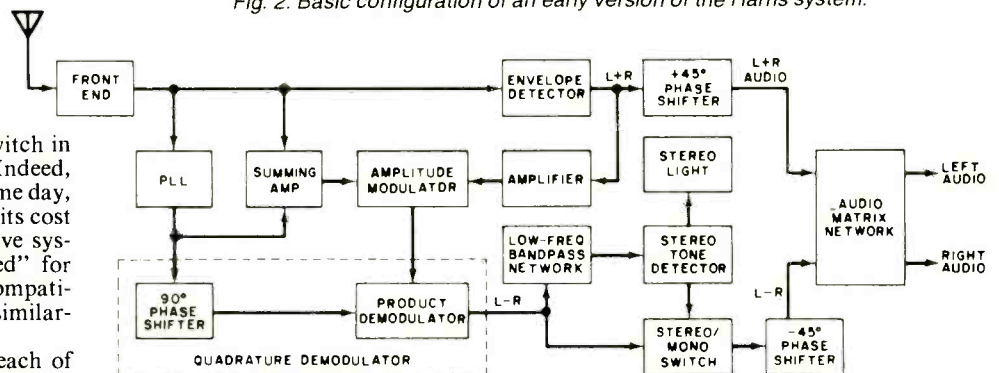 Fig. 2. Basic configuration of an early version of the Harris system.
FRONT
END
ENVELOPE
DETECTOR
L+R
+45°
PHASE
SHIFTER
L+R
AUDIO
PLL
SUMMING
AMP
AMPLITUDE
MODULATOR
AMPLIFIER
STEREO
LIGHT
AUDIO
MATRIX
NETWORK
LEFT
AUDIO
RIGHT
AUDIO
LOW-FREQ
BANDPASS
NETWORK
STEREO
TONE
DETECTOR
90°
PHASE
SHIFTER
PRODUCT
DEMODULATOR
L-R
STEREO/
MONO
SWITCH
L-R
-45°
PHASE
SHIFTER
QUADRATURE DEMODULATOR
witch in
Indeed,
me day,
its cost
ve sys-
ed" for
ompati-
similar-
each of